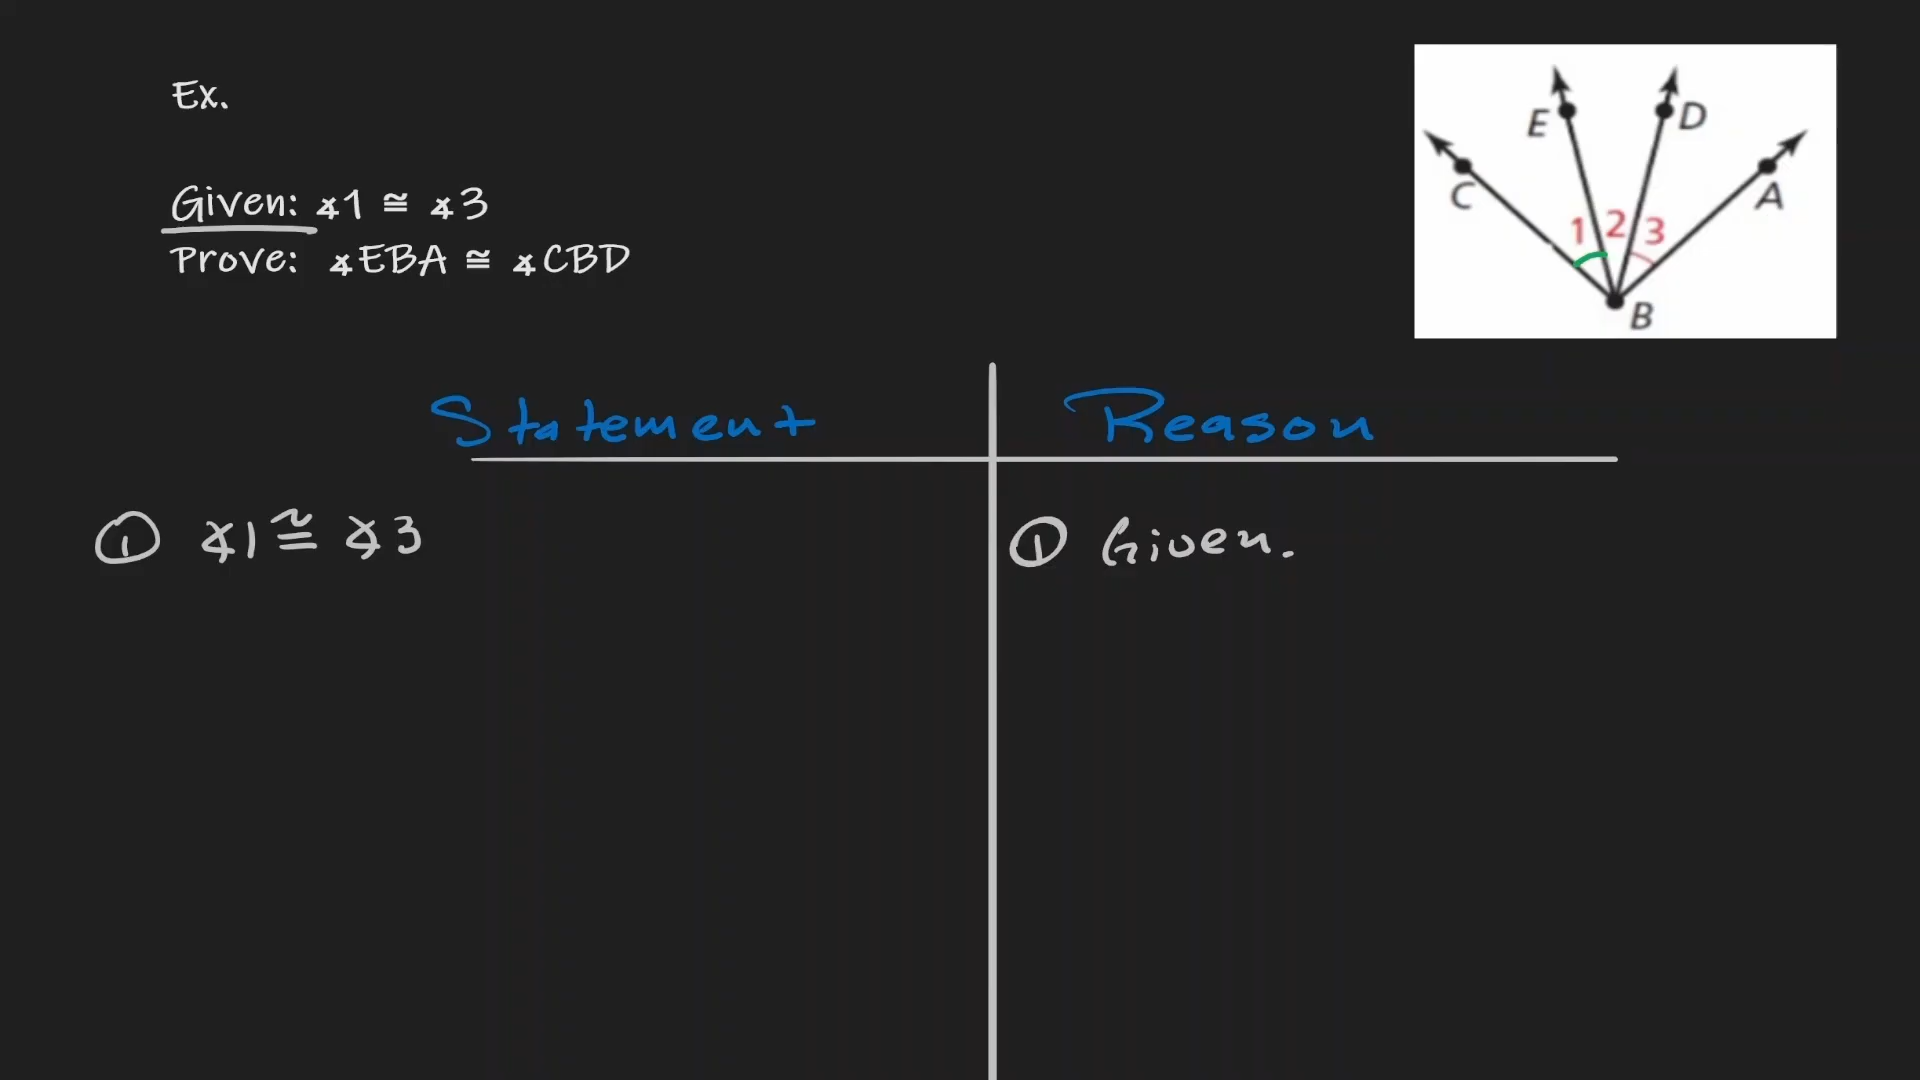 Ex.
Given: ∡1 ≅ ∡3
Prove: ∡EBA ≅ ∡CBD
E D
C A
1 2 3
B
Statement Reason
① ∡1 ≅ ∡3 ① Given.